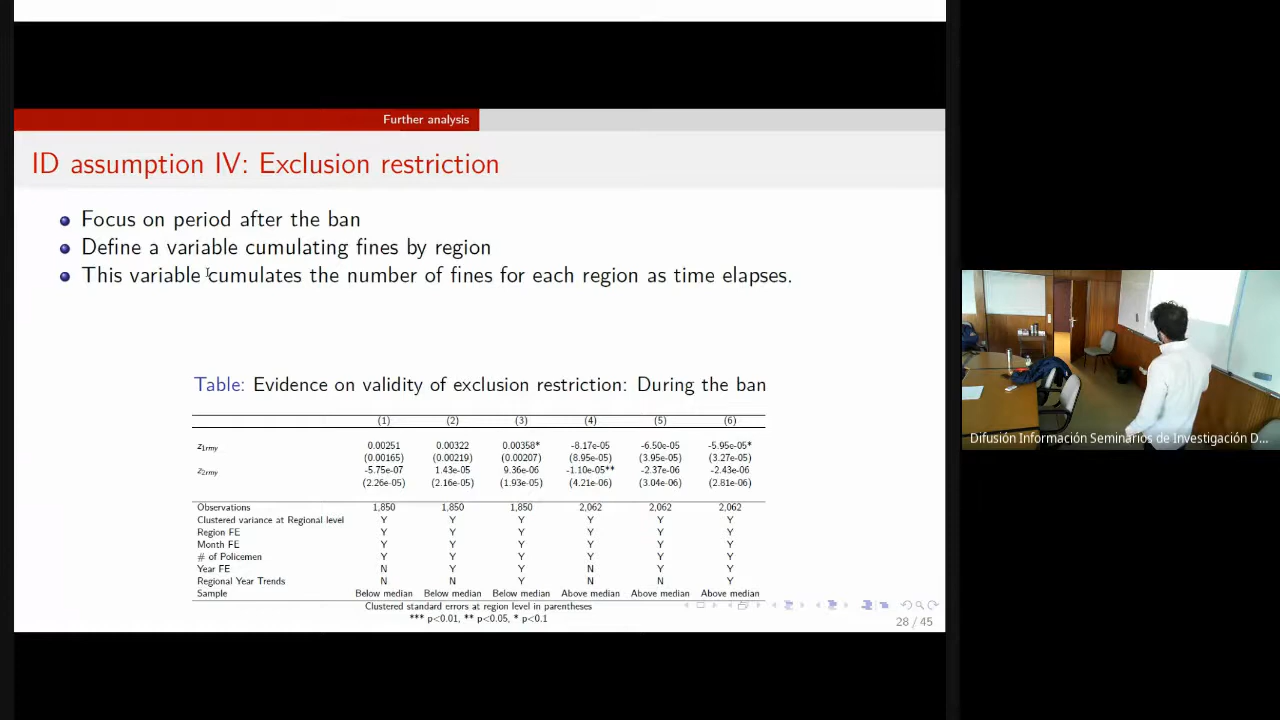 Further analysis
ID assumption IV: Exclusion restriction
Focus on period after the ban
Define a variable cumulating fines by region
This variable cumulates the number of fines for each region as time elapses.
Table: Evidence on validity of exclusion restriction: During the ban
(1) (2) (3) (4) (5) (6)
z1rmy 0.00251 0.00322 0.00358* -8.17e-05 -6.50e-05 -5.95e-05*
(0.00165) (0.00219) (0.00207) (8.95e-05) (3.95e-05) (3.27e-05)
z2rmy -5.75e-07 1.43e-05 9.36e-06 -1.10e-05** -2.37e-06 -2.43e-06
(2.26e-05) (2.16e-05) (1.93e-05) (4.21e-06) (3.04e-06) (2.81e-06)
Observations 1,850 1,850 1,850 2,062 2,062 2,062
Clustered variance at Regional level Y Y Y Y Y Y
Region FE Y Y Y Y Y Y
Month FE Y Y Y Y Y Y
# of Policemen Y Y Y Y Y Y
Year FE N Y Y N Y Y
Regional Year Trends N N Y N N Y
Sample Below median Below median Below median Above median Above median Above median
Clustered standard errors at region level in parentheses
*** p<0.01, ** p<0.05, * p<0.1
28 / 45
Difusión Información Seminarios de Investigación D...